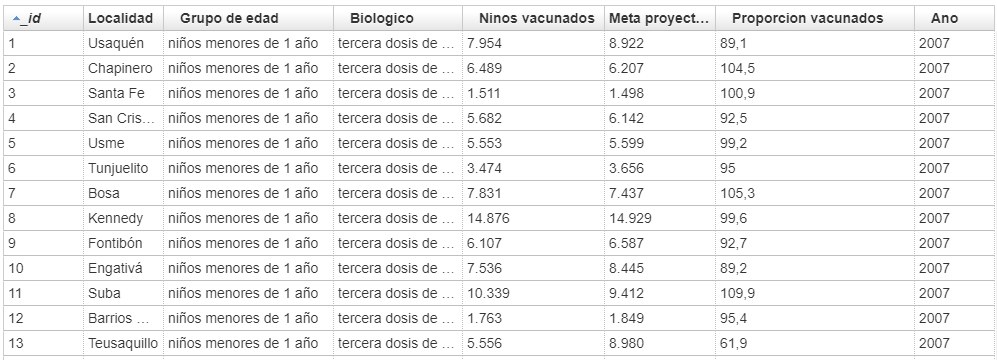 _id Localidad Grupo de edad Biologico Ninos vacunados Meta proyect… Proporcion vacunados Ano
1 Usaquén niños menores de 1 año tercera dosis de … 7.954 8.922 89,1 2007
2 Chapinero niños menores de 1 año tercera dosis de … 6.489 6.207 104,5 2007
3 Santa Fe niños menores de 1 año tercera dosis de … 1.511 1.498 100,9 2007
4 San Cris… niños menores de 1 año tercera dosis de … 5.682 6.142 92,5 2007
5 Usme niños menores de 1 año tercera dosis de … 5.553 5.599 99,2 2007
6 Tunjuelito niños menores de 1 año tercera dosis de … 3.474 3.656 95 2007
7 Bosa niños menores de 1 año tercera dosis de … 7.831 7.437 105,3 2007
8 Kennedy niños menores de 1 año tercera dosis de … 14.876 14.929 99,6 2007
9 Fontibón niños menores de 1 año tercera dosis de … 6.107 6.587 92,7 2007
10 Engativá niños menores de 1 año tercera dosis de … 7.536 8.445 89,2 2007
11 Suba niños menores de 1 año tercera dosis de … 10.339 9.412 109,9 2007
12 Barrios … niños menores de 1 año tercera dosis de … 1.763 1.849 95,4 2007
13 Teusaquillo niños menores de 1 año tercera dosis de … 5.556 8.980 61,9 2007